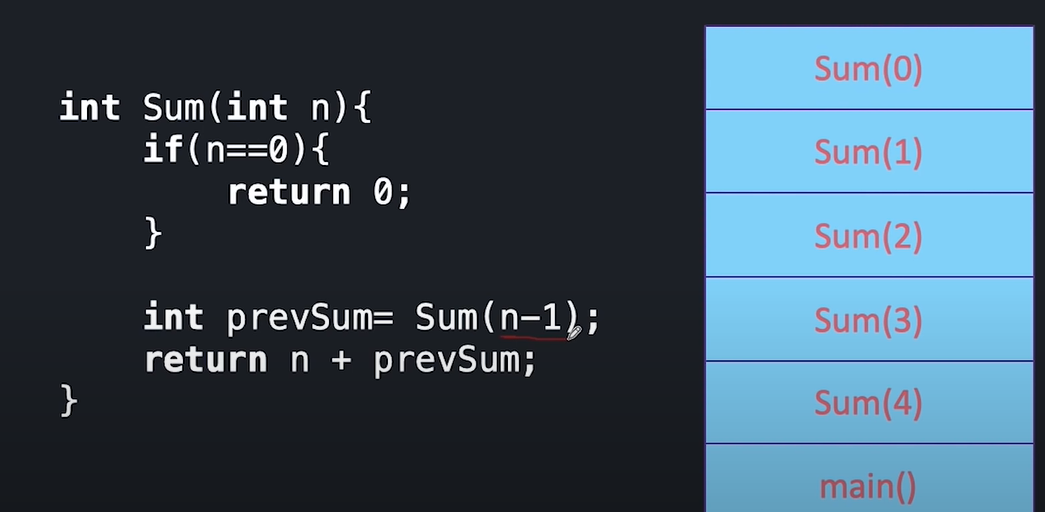 int Sum(int n){
if(n==0){
return 0;
}
int prevSum= Sum(n-1);
return n + prevSum;
}
Sum(0)
Sum(1)
Sum(2)
Sum(3)
Sum(4)
main()